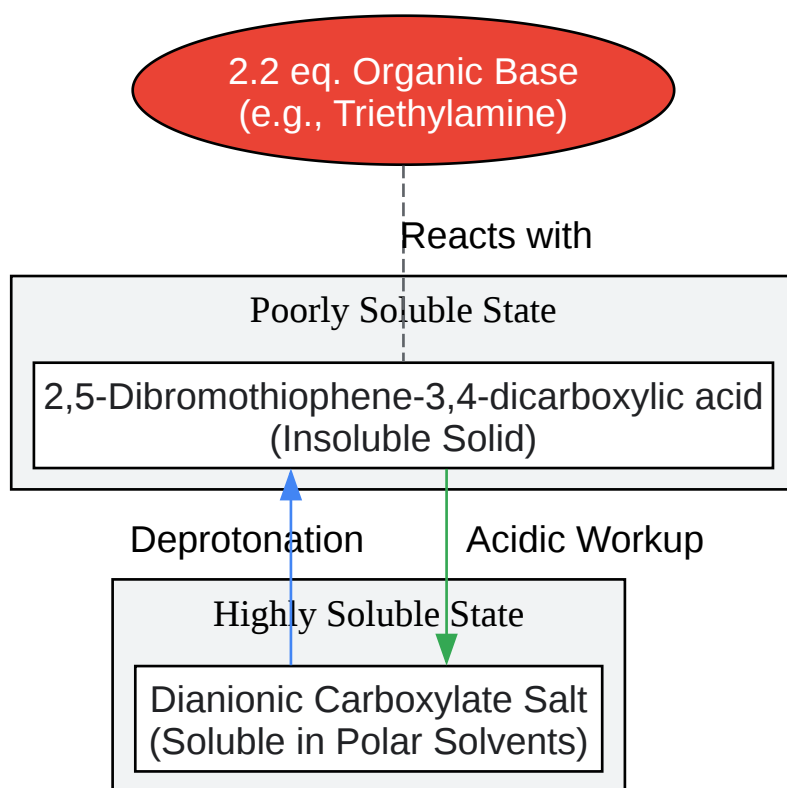 2.2 eq. Organic Base
(e.g., Triethylamine)
Reacts with
Poorly Soluble State
2,5-Dibromothiophene-3,4-dicarboxylic acid
(Insoluble Solid)
Deprotonation
Acidic Workup
Highly Soluble State
Dianionic Carboxylate Salt
(Soluble in Polar Solvents)